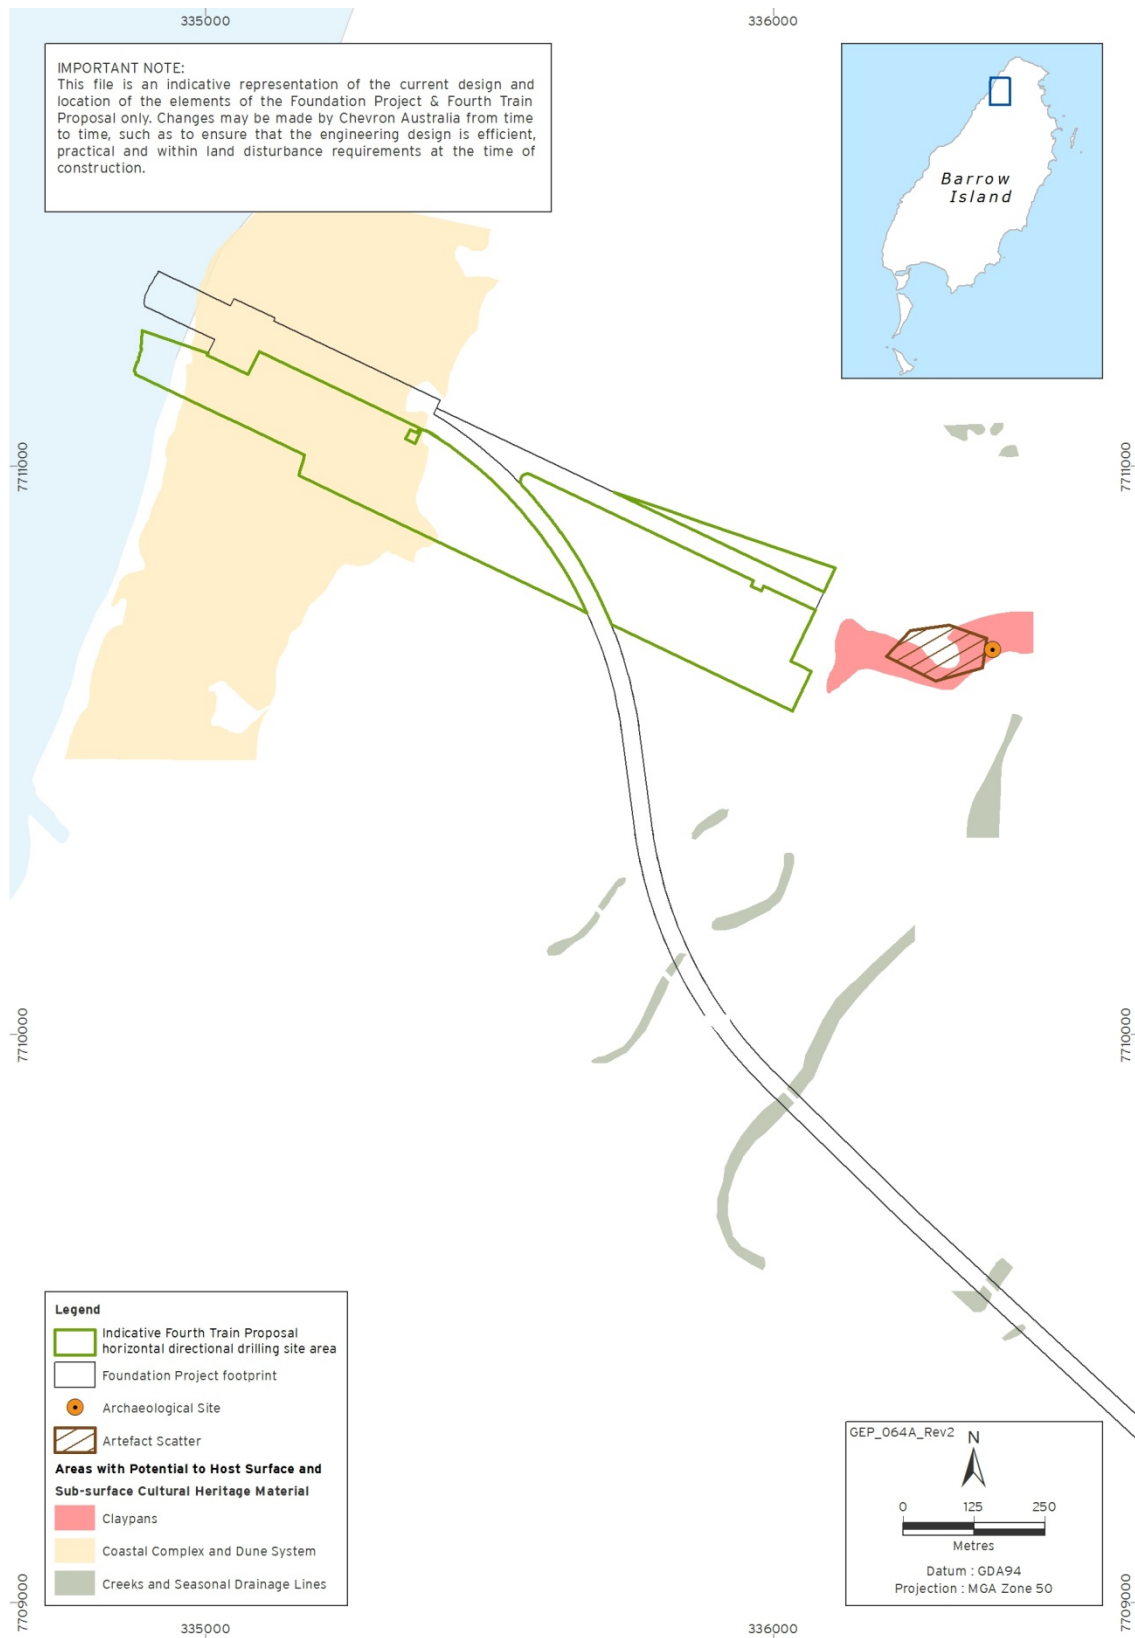 335000
336000
IMPORTANT NOTE:
This file is an indicative representation of the current design and
location of the elements of the Foundation Project & Fourth Train
Proposal only. Changes may be made by Chevron Australia from time
to time, such as to ensure that the engineering design is efficient,
practical and within land disturbance requirements at the time of
construction.
Barrow
Island
7711000
7711000
7710000
7710000
Legend
Indicative Fourth Train Proposal
horizontal directional drilling site area
Foundation Project footprint
Archaeological Site
Artefact Scatter
Areas with Potential to Host Surface and
Sub-surface Cultural Heritage Material
Claypans
Coastal Complex and Dune System
Creeks and Seasonal Drainage Lines
GEP_064A_Rev2
N
0 125 250
Metres
Datum : GDA94
Projection : MGA Zone 50
7709000
7709000
335000
336000